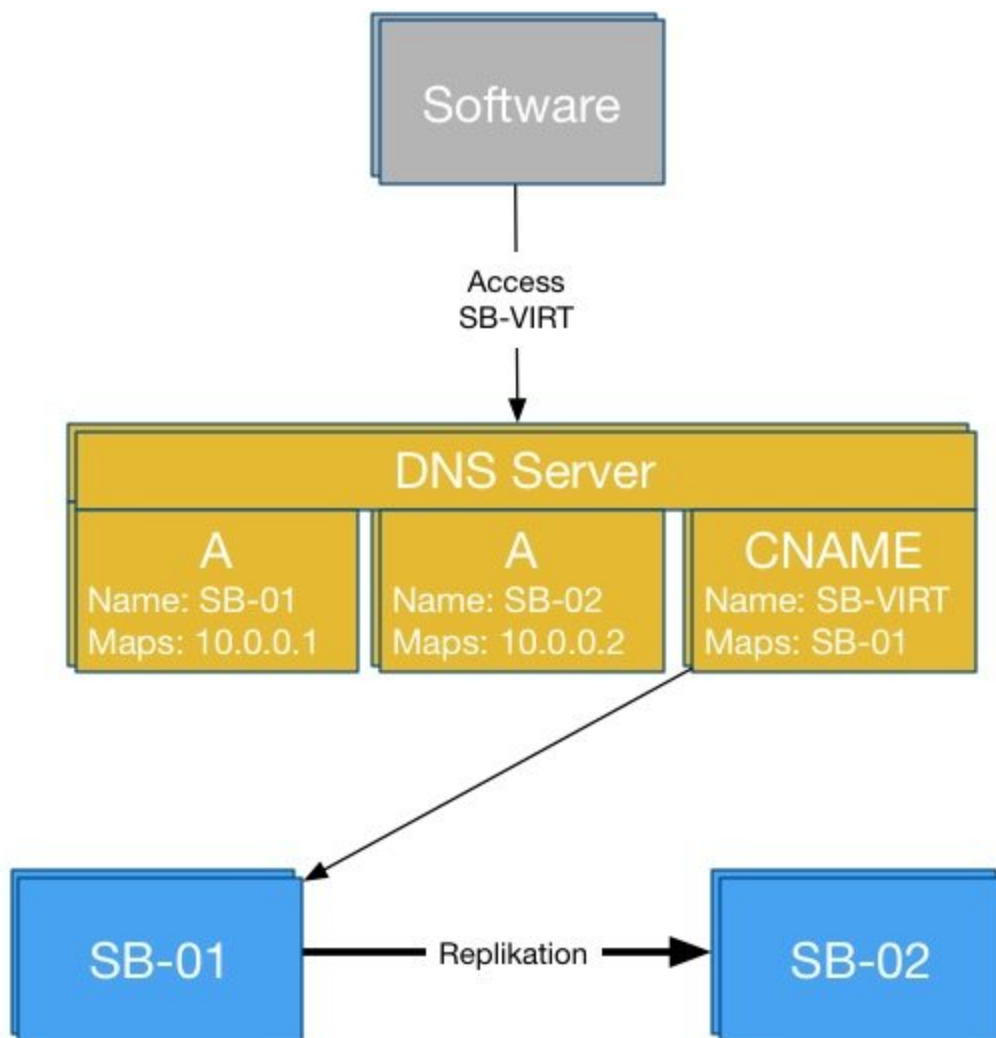 Software
Access
SB-VIRT
DNS Server
A
Name: SB-01
Maps: 10.0.0.1
A
Name: SB-02
Maps: 10.0.0.2
CNAME
Name: SB-VIRT
Maps: SB-01
SB-01
Replikation
SB-02